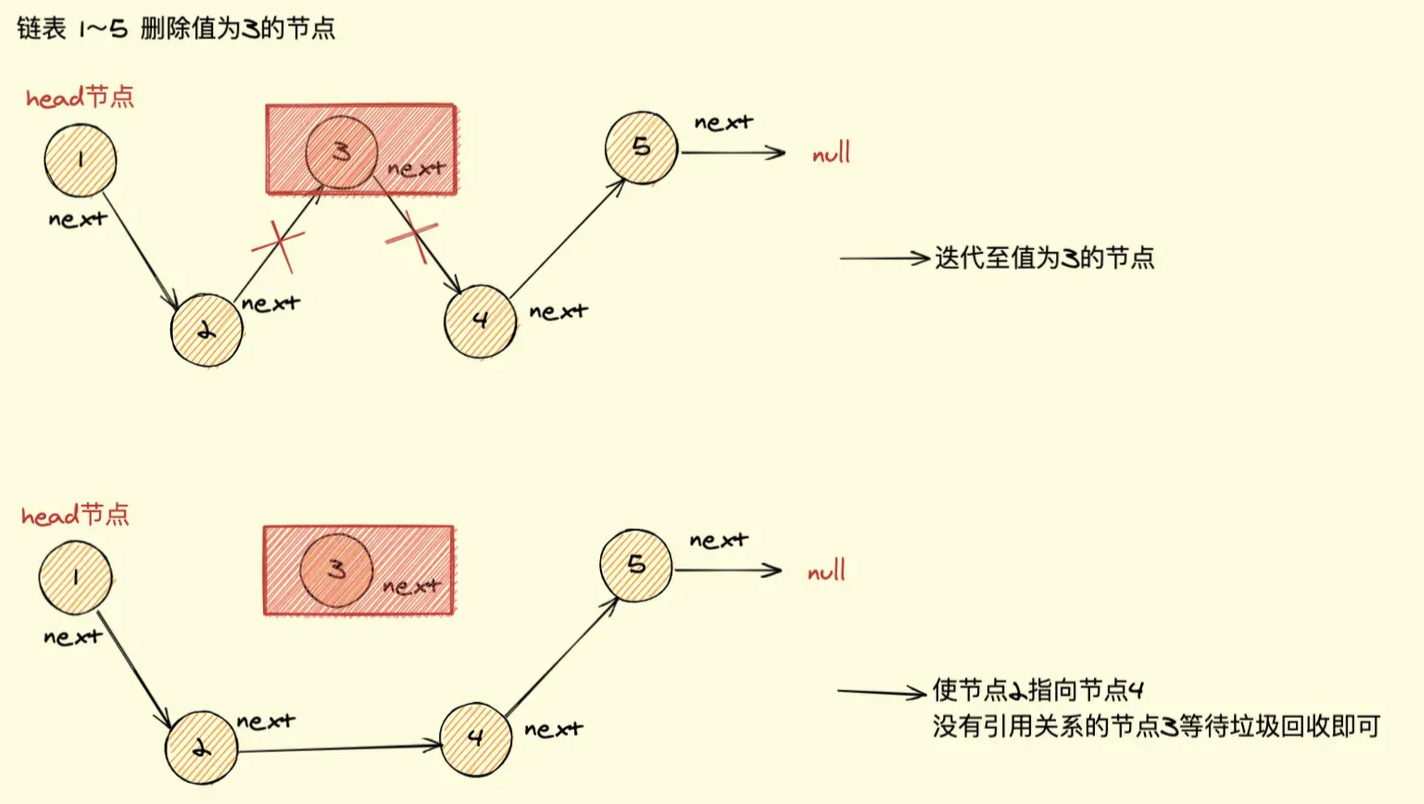 链表 1~5 删除值为3的节点
head节点
1
3
next
5
next
null
next
2
next
4
next
迭代至值为3的节点
head节点
1
3
next
5
next
null
next
2
next
4
next
使节点2指向节点4
没有引用关系的节点3等待垃圾回收即可